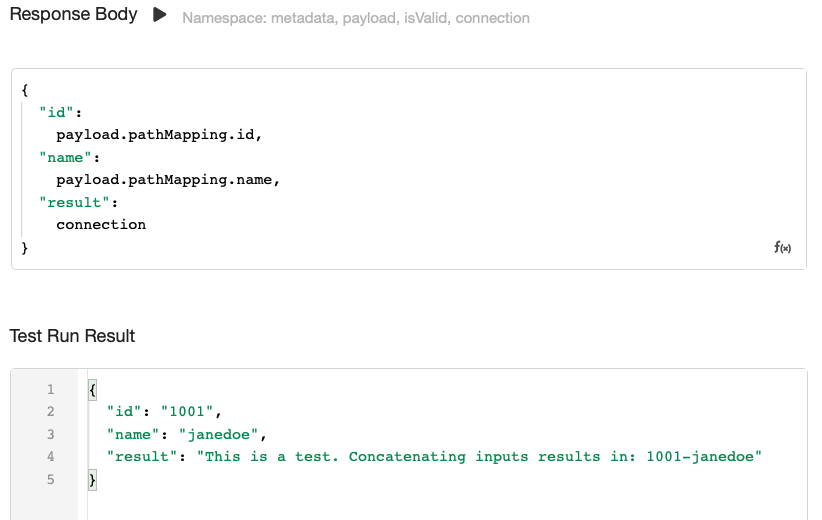 Response Body ▶ Namespace: metadata, payload, isValid, connection
{
"id":
payload.pathMapping.id,
"name":
payload.pathMapping.name,
"result":
connection
}
f(x)
Test Run Result
1 {
2 "id": "1001",
3 "name": "janedoe",
4 "result": "This is a test. Concatenating inputs results in: 1001-janedoe"
5 }